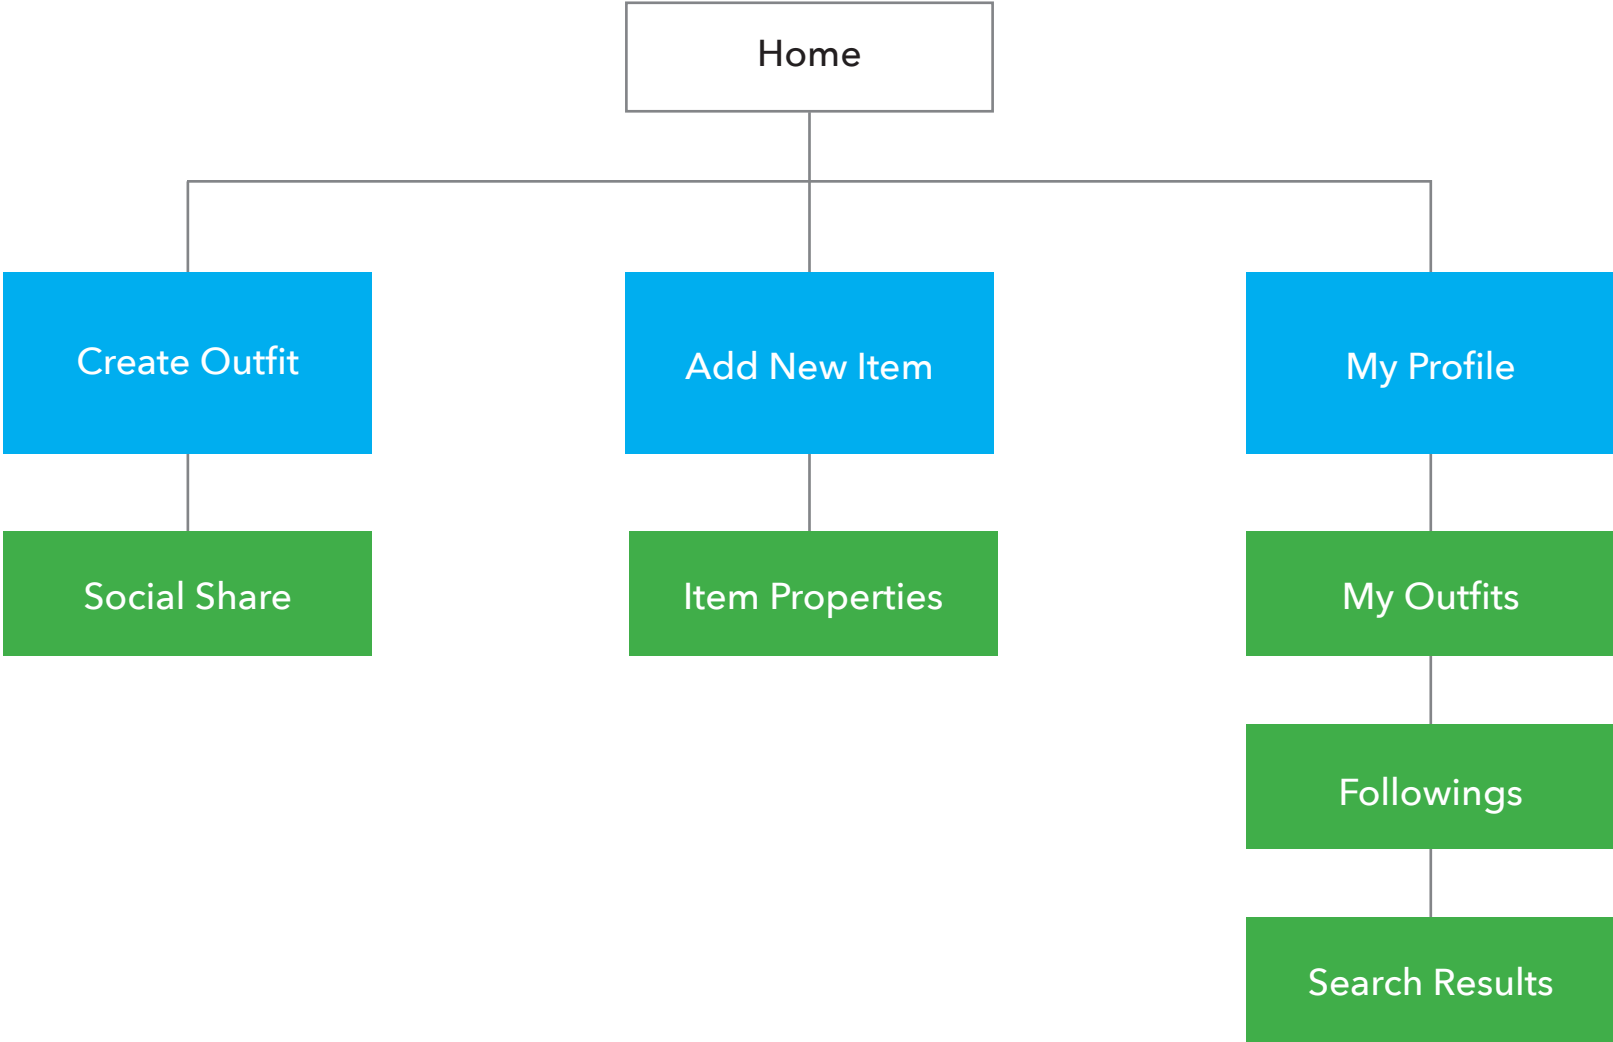 Home
Create Outfit
Add New Item
My Profile
Social Share
Item Properties
My Outfits
Followings
Search Results